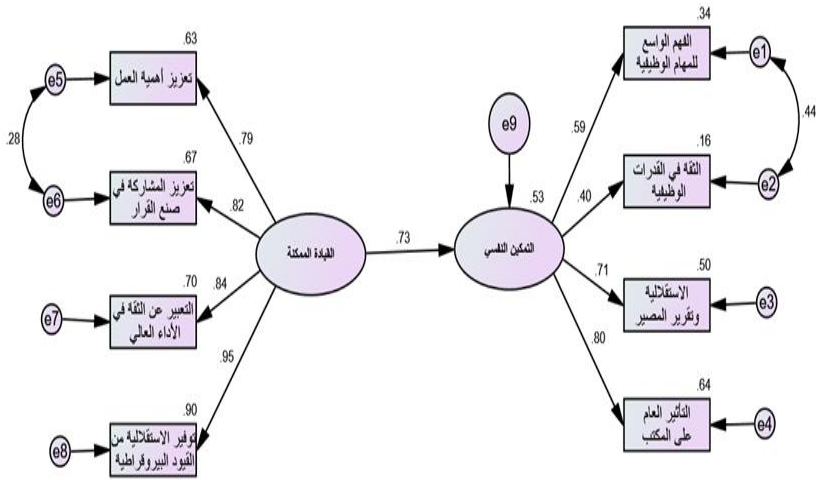 .63
تعزيز أهمية العمل
e5
.79
.28
.67
تعزيز المشاركة في
صنع القرار
e6
.82
القيادة الممكنة
.70
التعبير عن الثقة في
الأداء العالي
e7
.84
.95
.90
توفير الاستقلالية من
القيود البيروقراطية
e8
.73
e9
.53
التمكين النفسي
.34
الفهم الواسع
للمهام الوظيفية
e1
.59
.44
.16
الثقة في القدرات
الوظيفية
e2
.40
.50
الاستقلالية
وتقرير المصير
e3
.71
.80
.64
التأثير العام
على المكتب
e4